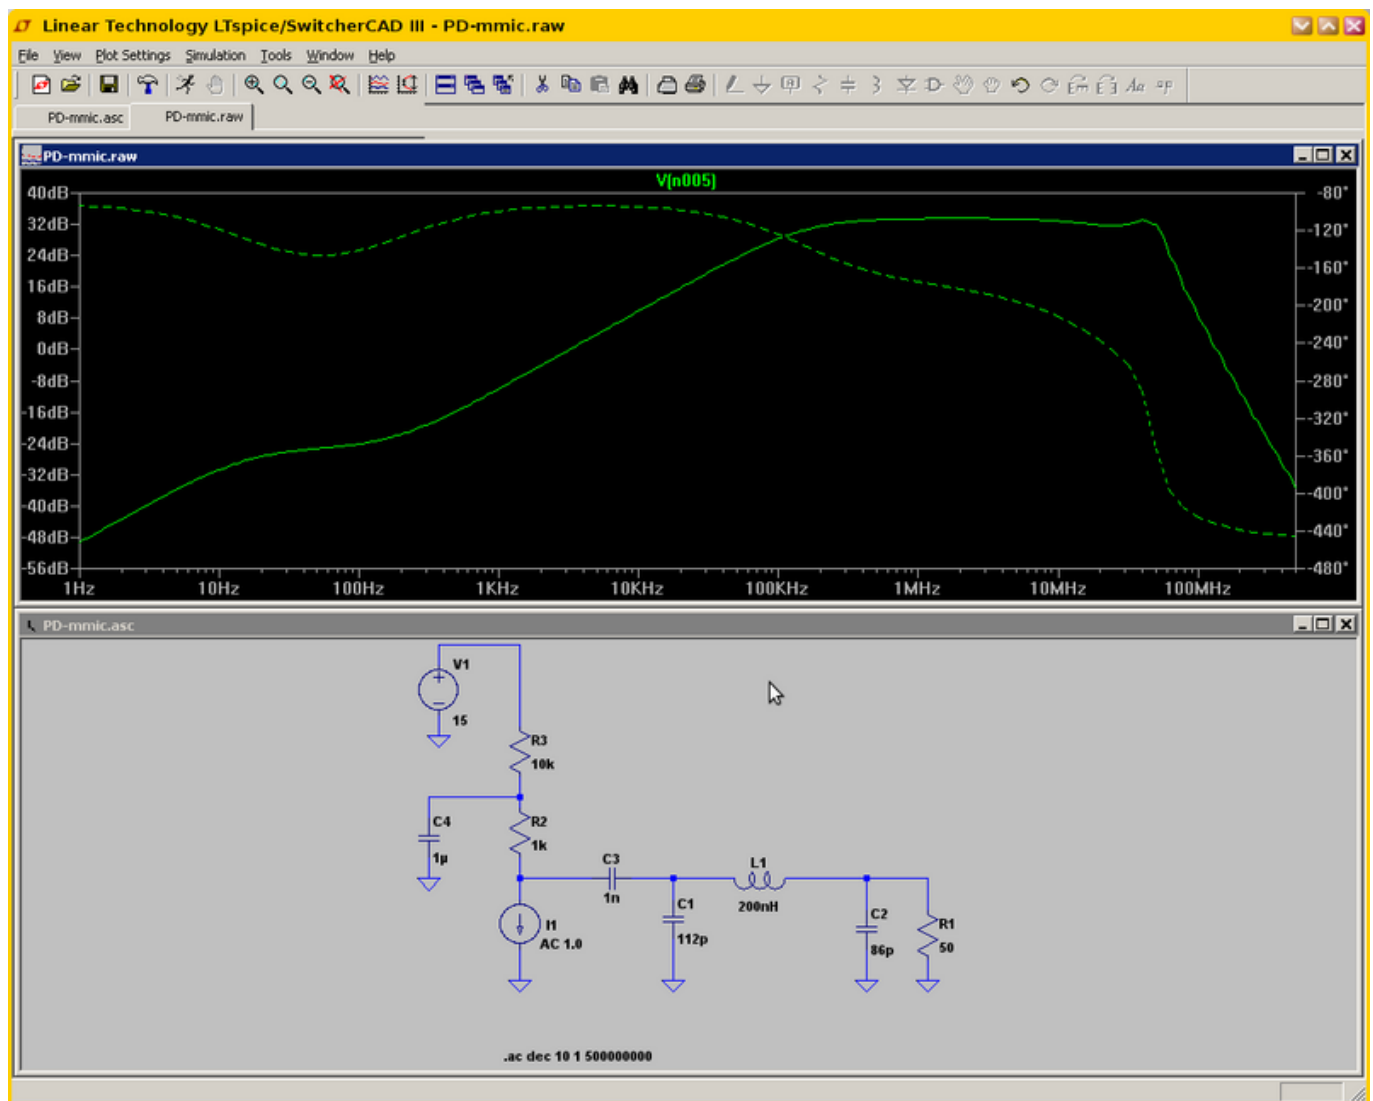 Linear Technology LTspice/SwitcherCAD III - PD-mmic.raw
File View Plot Settings Simulation Tools Window Help
PD-mmic.asc PD-mmic.raw
PD-mmic.raw
V(n005)
40dB -80°
32dB -120°
24dB -160°
16dB -200°
8dB -240°
0dB -280°
-8dB -320°
-16dB -360°
-24dB -400°
-32dB -440°
-40dB -480°
-48dB
-56dB
1Hz 10Hz 100Hz 1KHz 10KHz 100KHz 1MHz 10MHz 100MHz
PD-mmic.asc
V1
15
R3
10k
C4
1µ
R2
1k
C3
1n
L1
200nH
I1
AC 1.0
C1
112p
C2
86p
R1
50
.ac dec 10 1 500000000